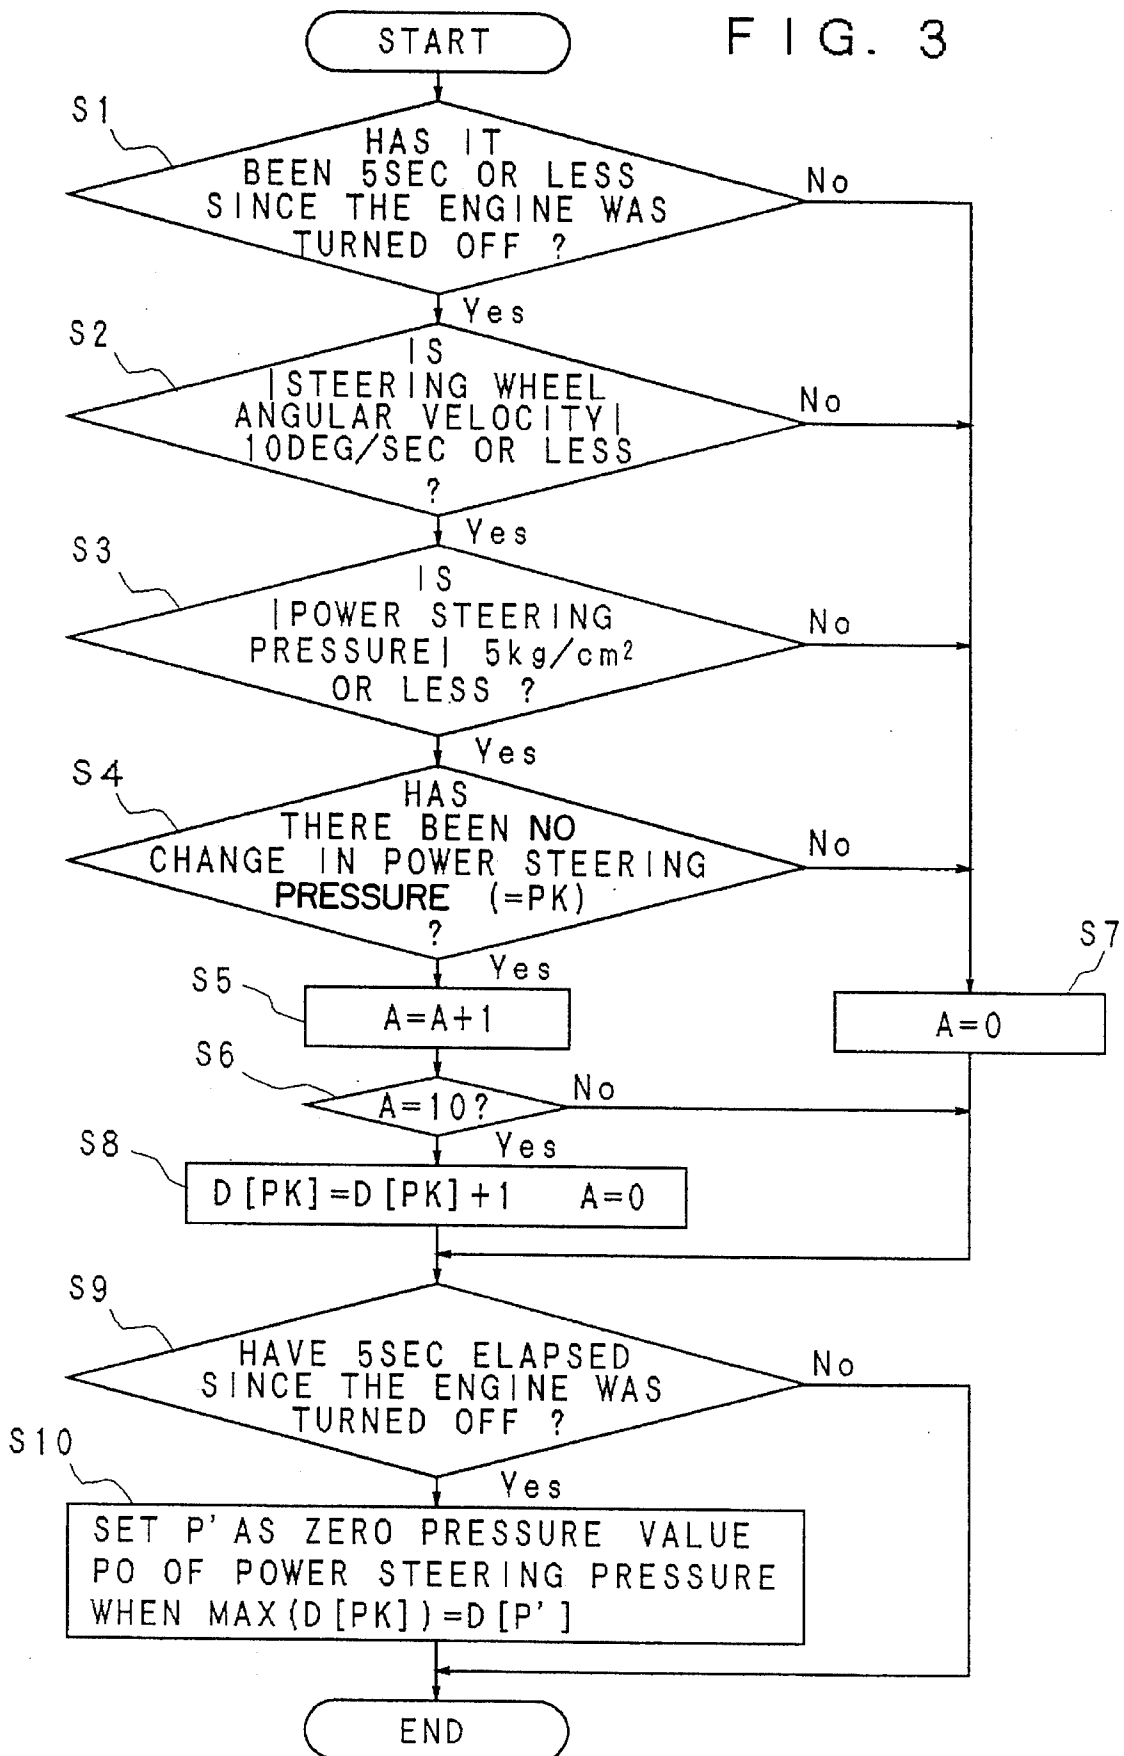 FIG. 3
START
S1
HAS IT
BEEN 5SEC OR LESS
SINCE THE ENGINE WAS
TURNED OFF ?
No
Yes
S2
IS
|STEERING WHEEL
ANGULAR VELOCITY|
10DEG/SEC OR LESS
?
No
Yes
S3
IS
|POWER STEERING
PRESSURE| 5kg/cm²
OR LESS ?
No
Yes
S4
HAS
THERE BEEN NO
CHANGE IN POWER STEERING
PRESSURE (=PK)
?
No
Yes
S5
A=A+1
S7
A=0
S6
A=10?
No
Yes
S8
D[PK]=D[PK]+1 A=0
S9
HAVE 5SEC ELAPSED
SINCE THE ENGINE WAS
TURNED OFF ?
No
Yes
S10
SET P' AS ZERO PRESSURE VALUE
PO OF POWER STEERING PRESSURE
WHEN MAX(D[PK])=D[P']
END